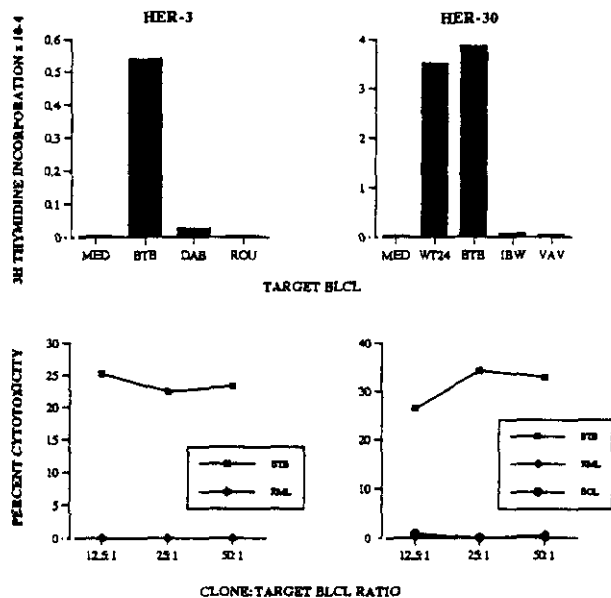 HER-3
HER-30
3H THYMIDINE INCORPORATION x 10-4
0.6
0.5
0.4
0.3
0.2
0.1
0
MED BTB DAB ROU
4
3
2
1
0
MED WT24 BTB IBW VAV
TARGET BLCL
PERCENT CYTOTOXICITY
30
25
20
15
10
5
0
BTB
RML
12.5:1 25:1 50:1
40
30
20
10
0
BTB
RML
BOL
12.5:1 25:1 50:1
CLONE:TARGET BLCL RATIO